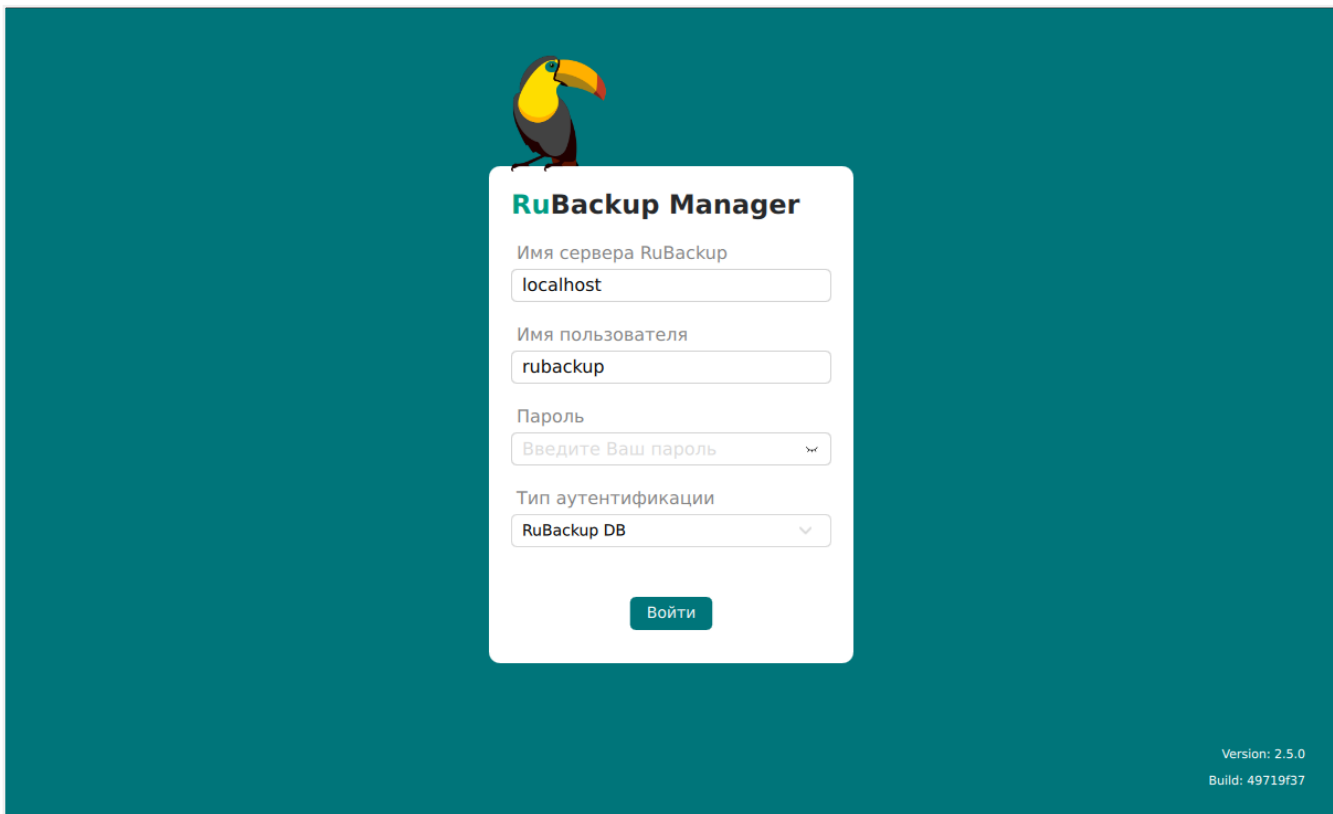 RuBackup Manager
Имя сервера RuBackup
localhost
Имя пользователя
rubackup
Пароль
Введите Ваш пароль
Тип аутентификации
RuBackup DB
Войти
Version: 2.5.0
Build: 49719f37